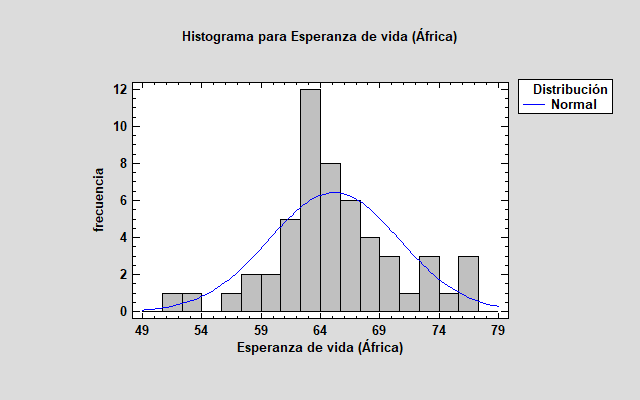 Histograma para Esperanza de vida (África)
Distribución
Normal
frecuencia
12
10
8
6
4
2
0
49 54 59 64 69 74 79
Esperanza de vida (África)